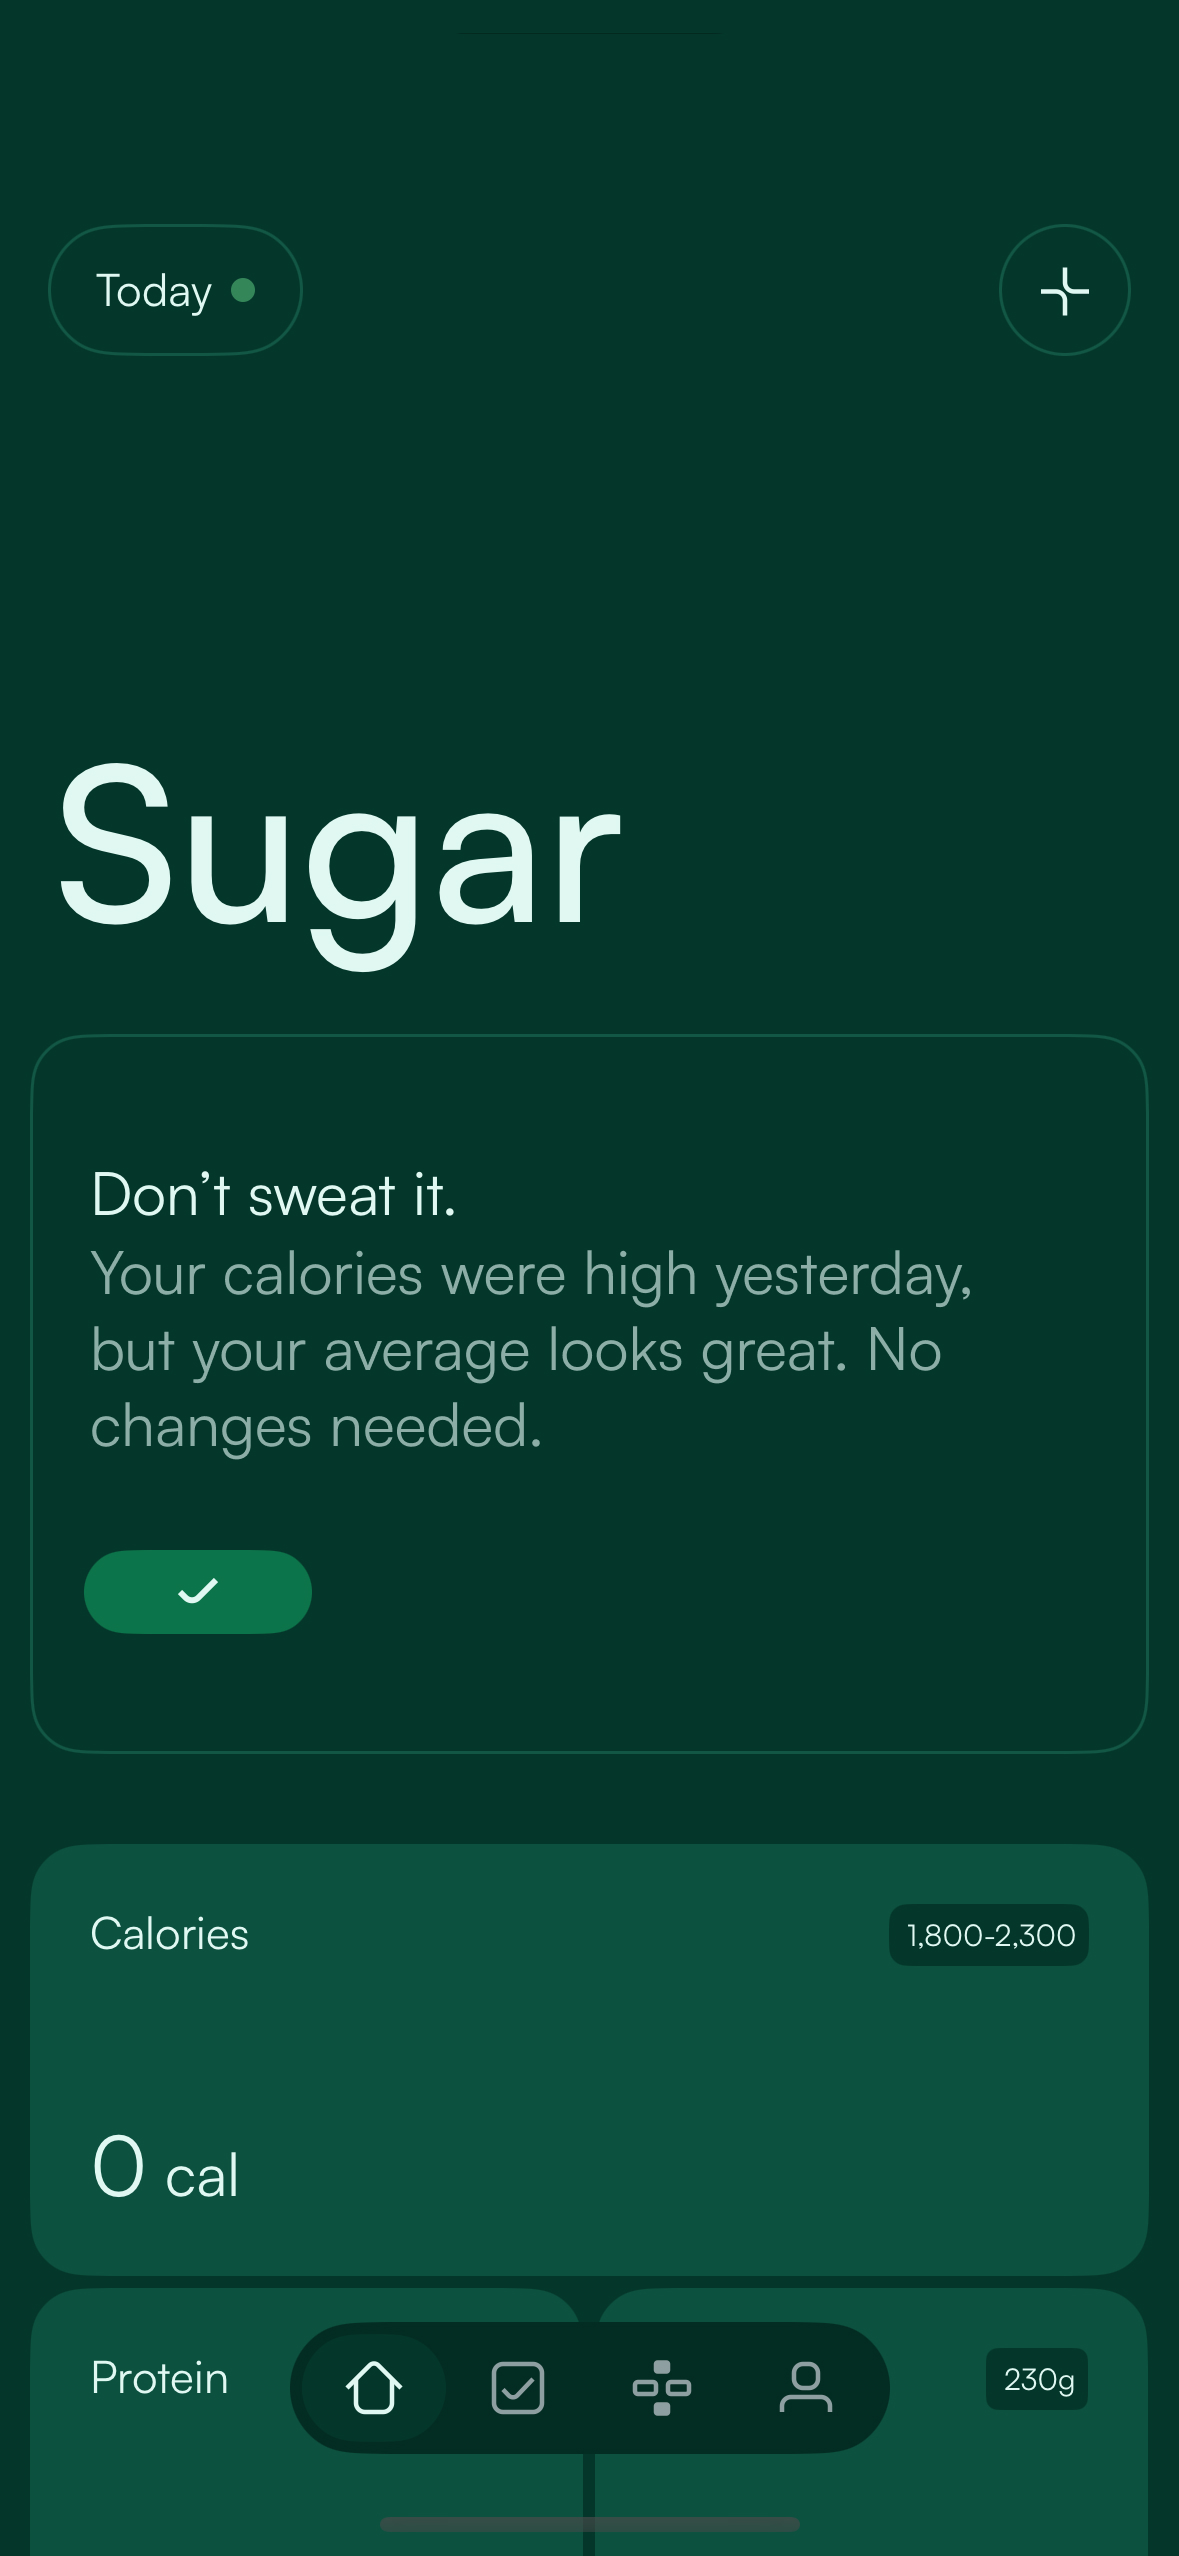 Today
Sugar
Don’t sweat it.
Your calories were high yesterday,
but your average looks great. No
changes needed.
Calories
1,800-2,300
0 cal
Protein
230g